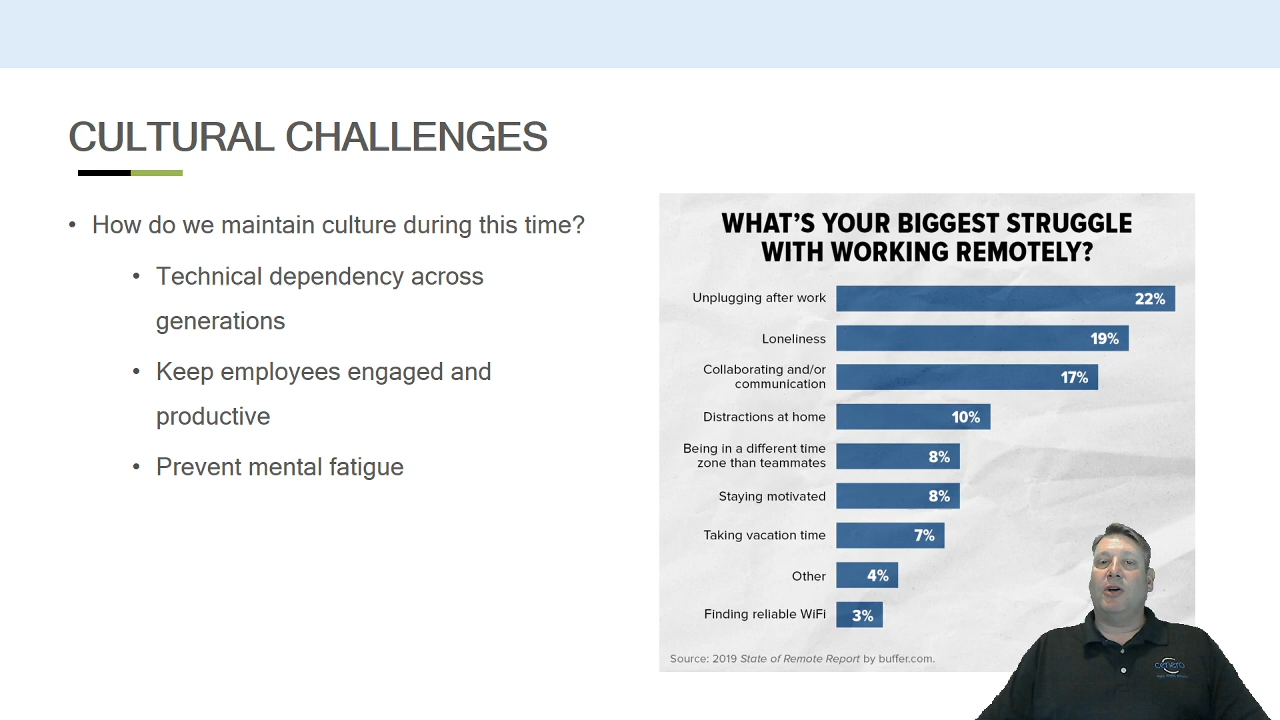 CULTURAL CHALLENGES
• How do we maintain culture during this time?
• Technical dependency across
generations
• Keep employees engaged and
productive
• Prevent mental fatigue
WHAT'S YOUR BIGGEST STRUGGLE
WITH WORKING REMOTELY?
Unplugging after work 22%
Loneliness 19%
Collaborating and/or
communication 17%
Distractions at home 10%
Being in a different time
zone than teammates 8%
Staying motivated 8%
Taking vacation time 7%
Other 4%
Finding reliable WiFi 3%
Source: 2019 State of Remote Report by buffer.com.
cenero